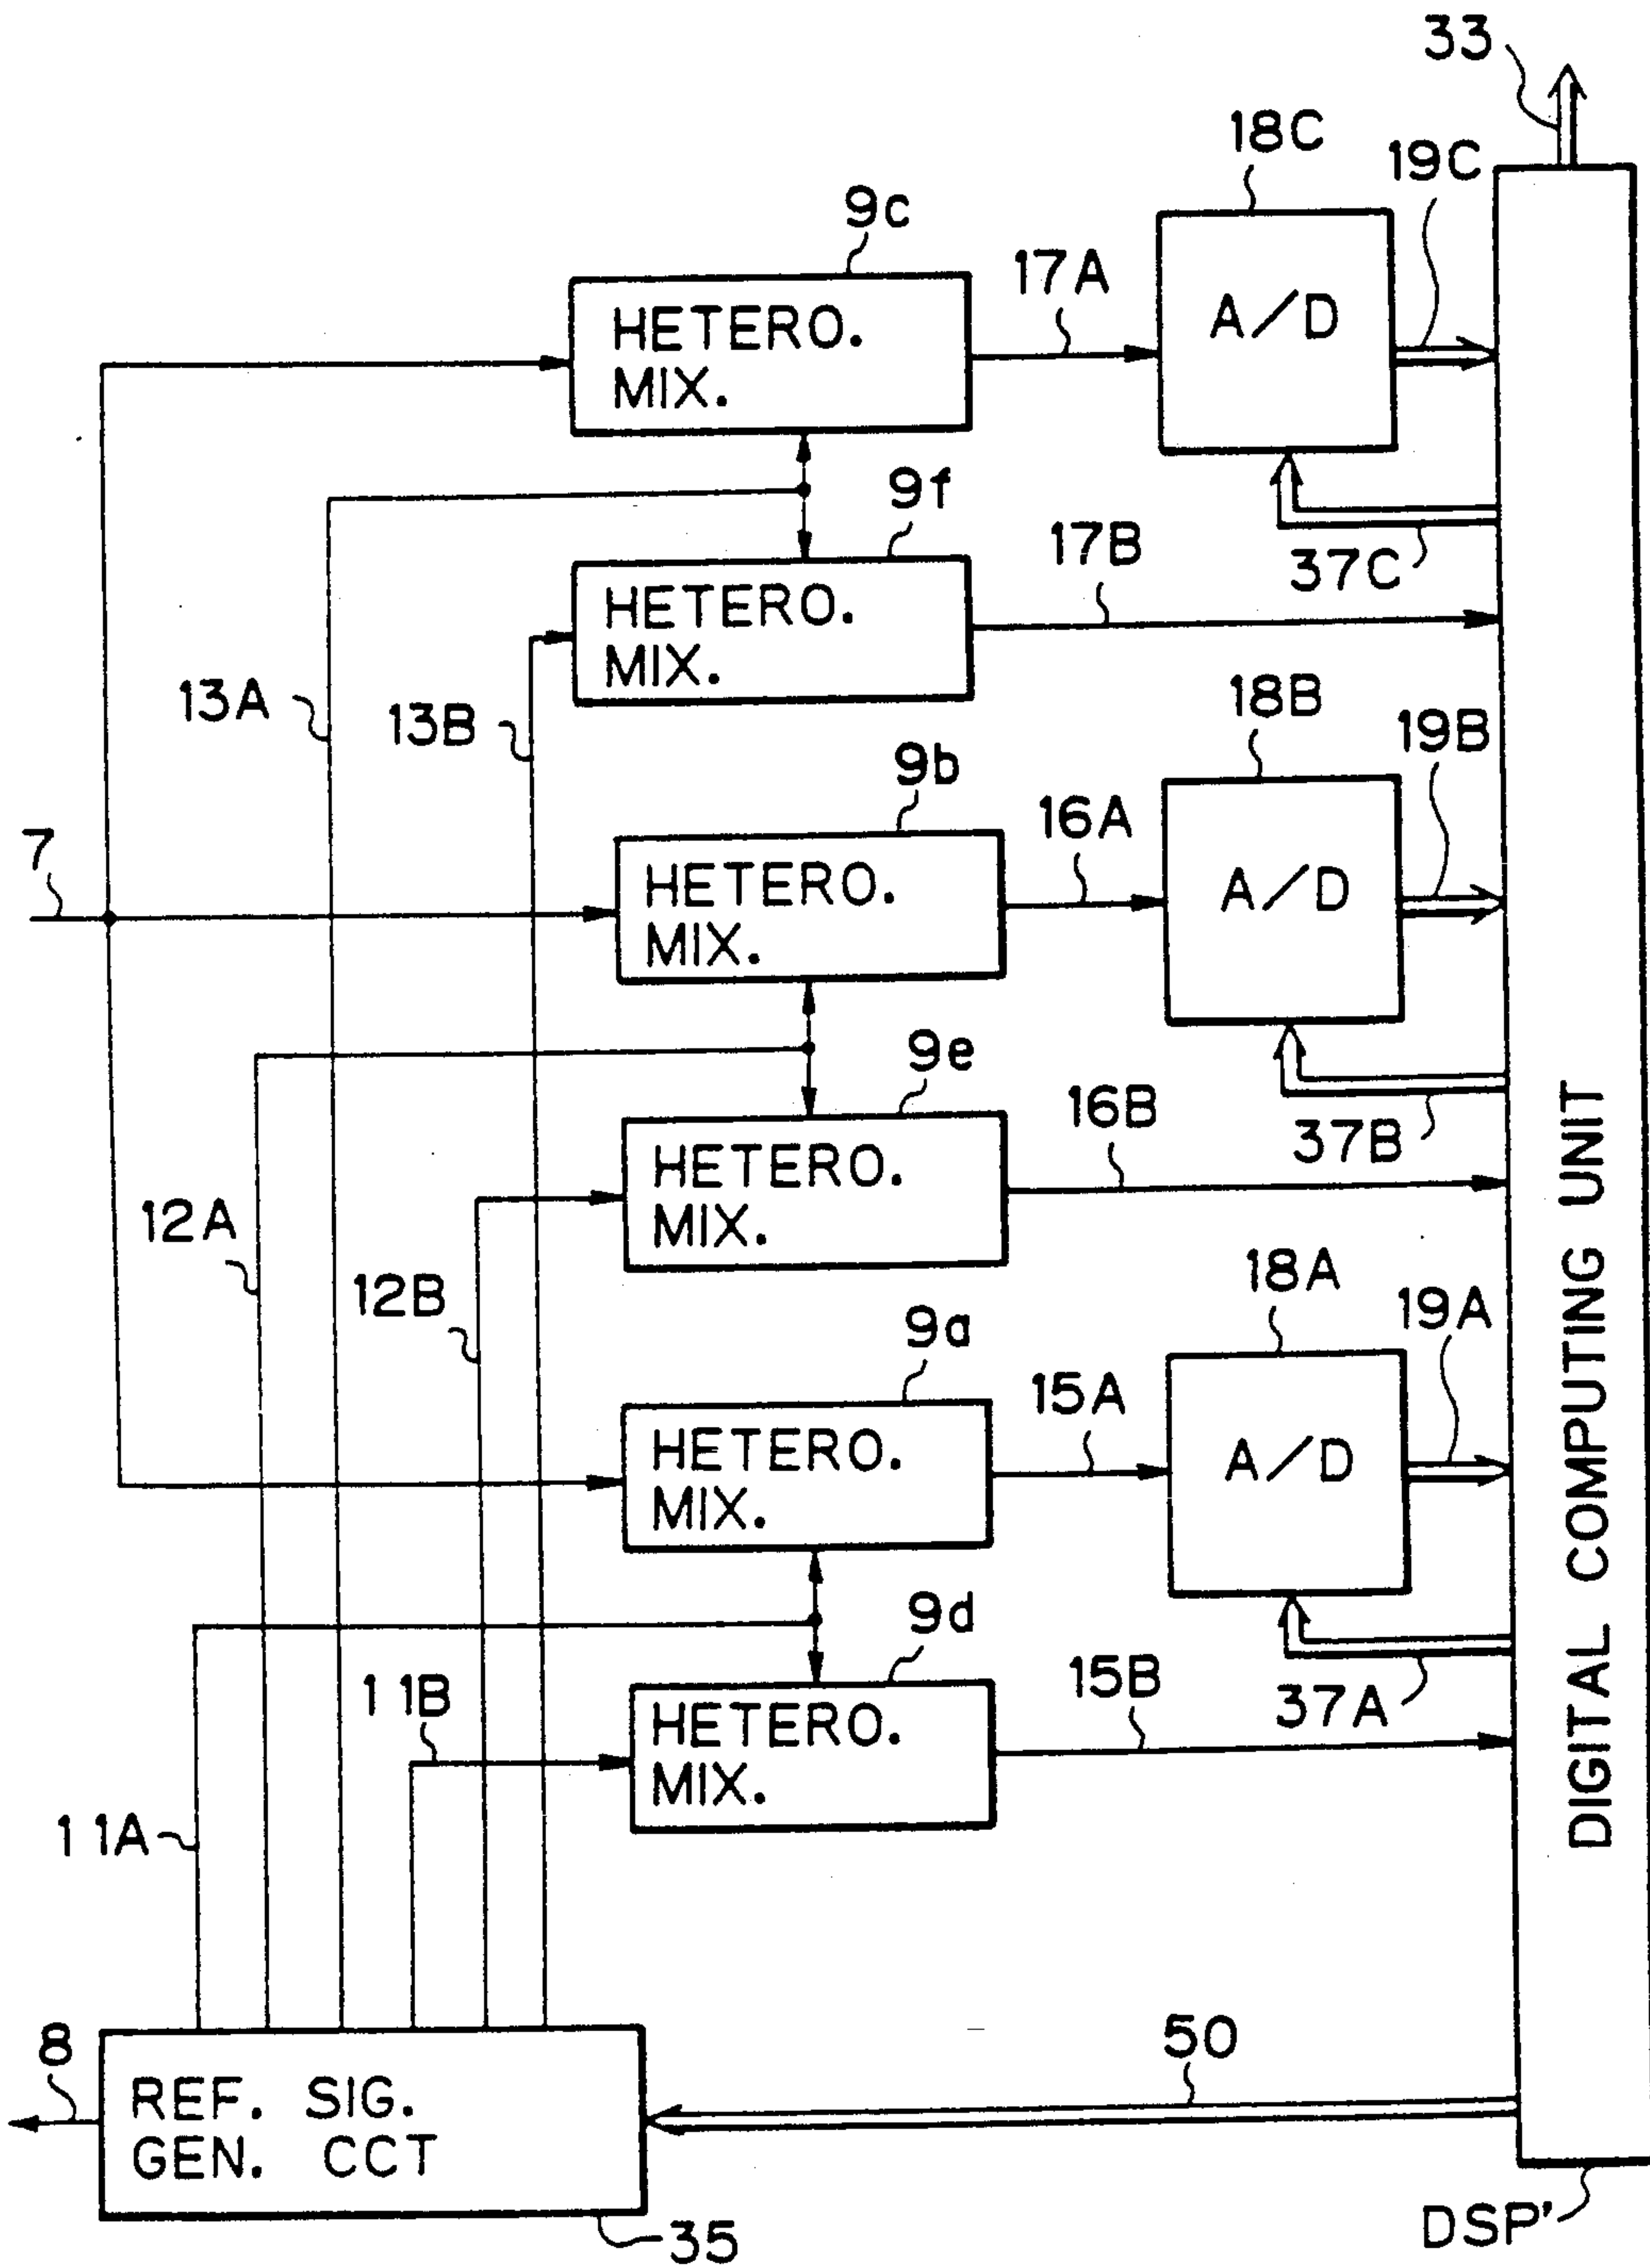 33
18C
19C
9c
17A
HETERO.
MIX.
A/D
9f
17B
37C
HETERO.
MIX.
13A
13B
18B
19B
9b
16A
7
HETERO.
MIX.
A/D
9e
16B
37B
12A
HETERO.
MIX.
12B
18A
19A
9a
15A
HETERO.
MIX.
A/D
9d
15B
37A
11B
HETERO.
MIX.
11A
DIGITAL COMPUTING UNIT
8
50
REF. SIG.
GEN. CCT
35
DSP'